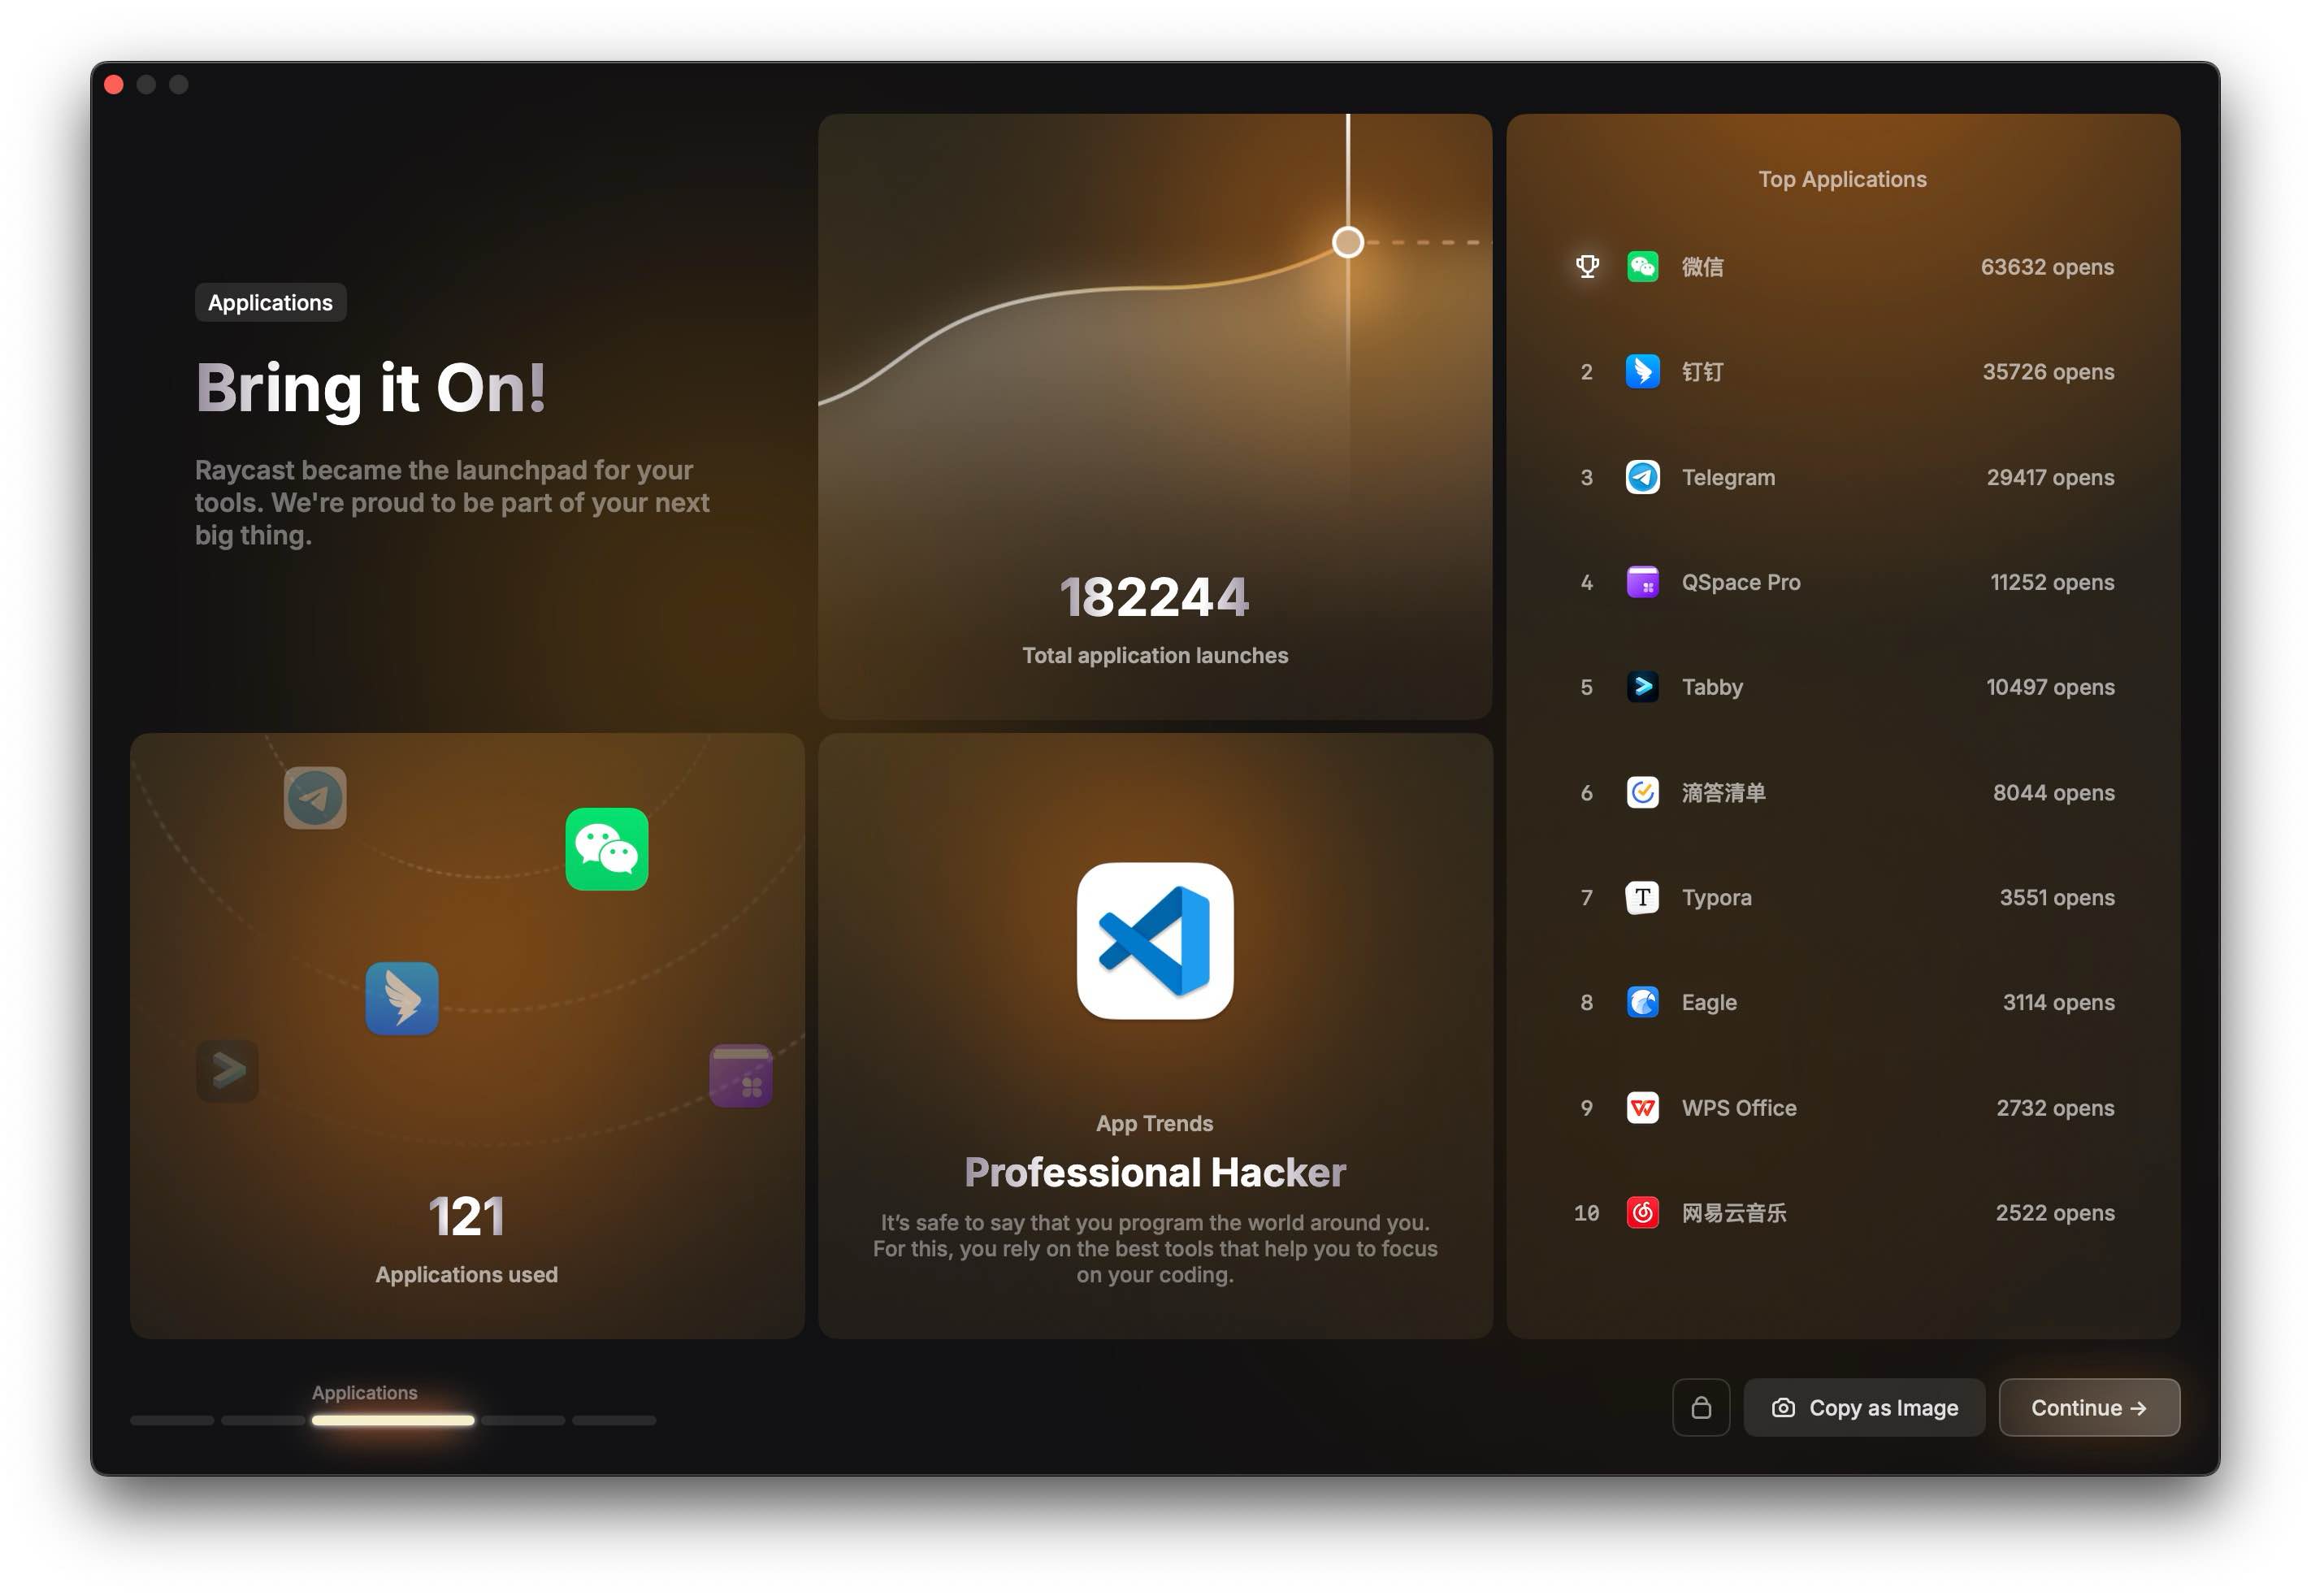 Applications
Bring it On!
Raycast became the launchpad for your
tools. We're proud to be part of your next
big thing.
182244
Total application launches
121
Applications used
App Trends
Professional Hacker
It’s safe to say that you program the world around you.
For this, you rely on the best tools that help you to focus
on your coding.
Top Applications
微信 63632 opens
2 钉钉 35726 opens
3 Telegram 29417 opens
4 QSpace Pro 11252 opens
5 Tabby 10497 opens
6 滴答清单 8044 opens
7 T Typora 3551 opens
8 Eagle 3114 opens
9 WPS Office 2732 opens
10 网易云音乐 2522 opens
Applications
Copy as Image
Continue →